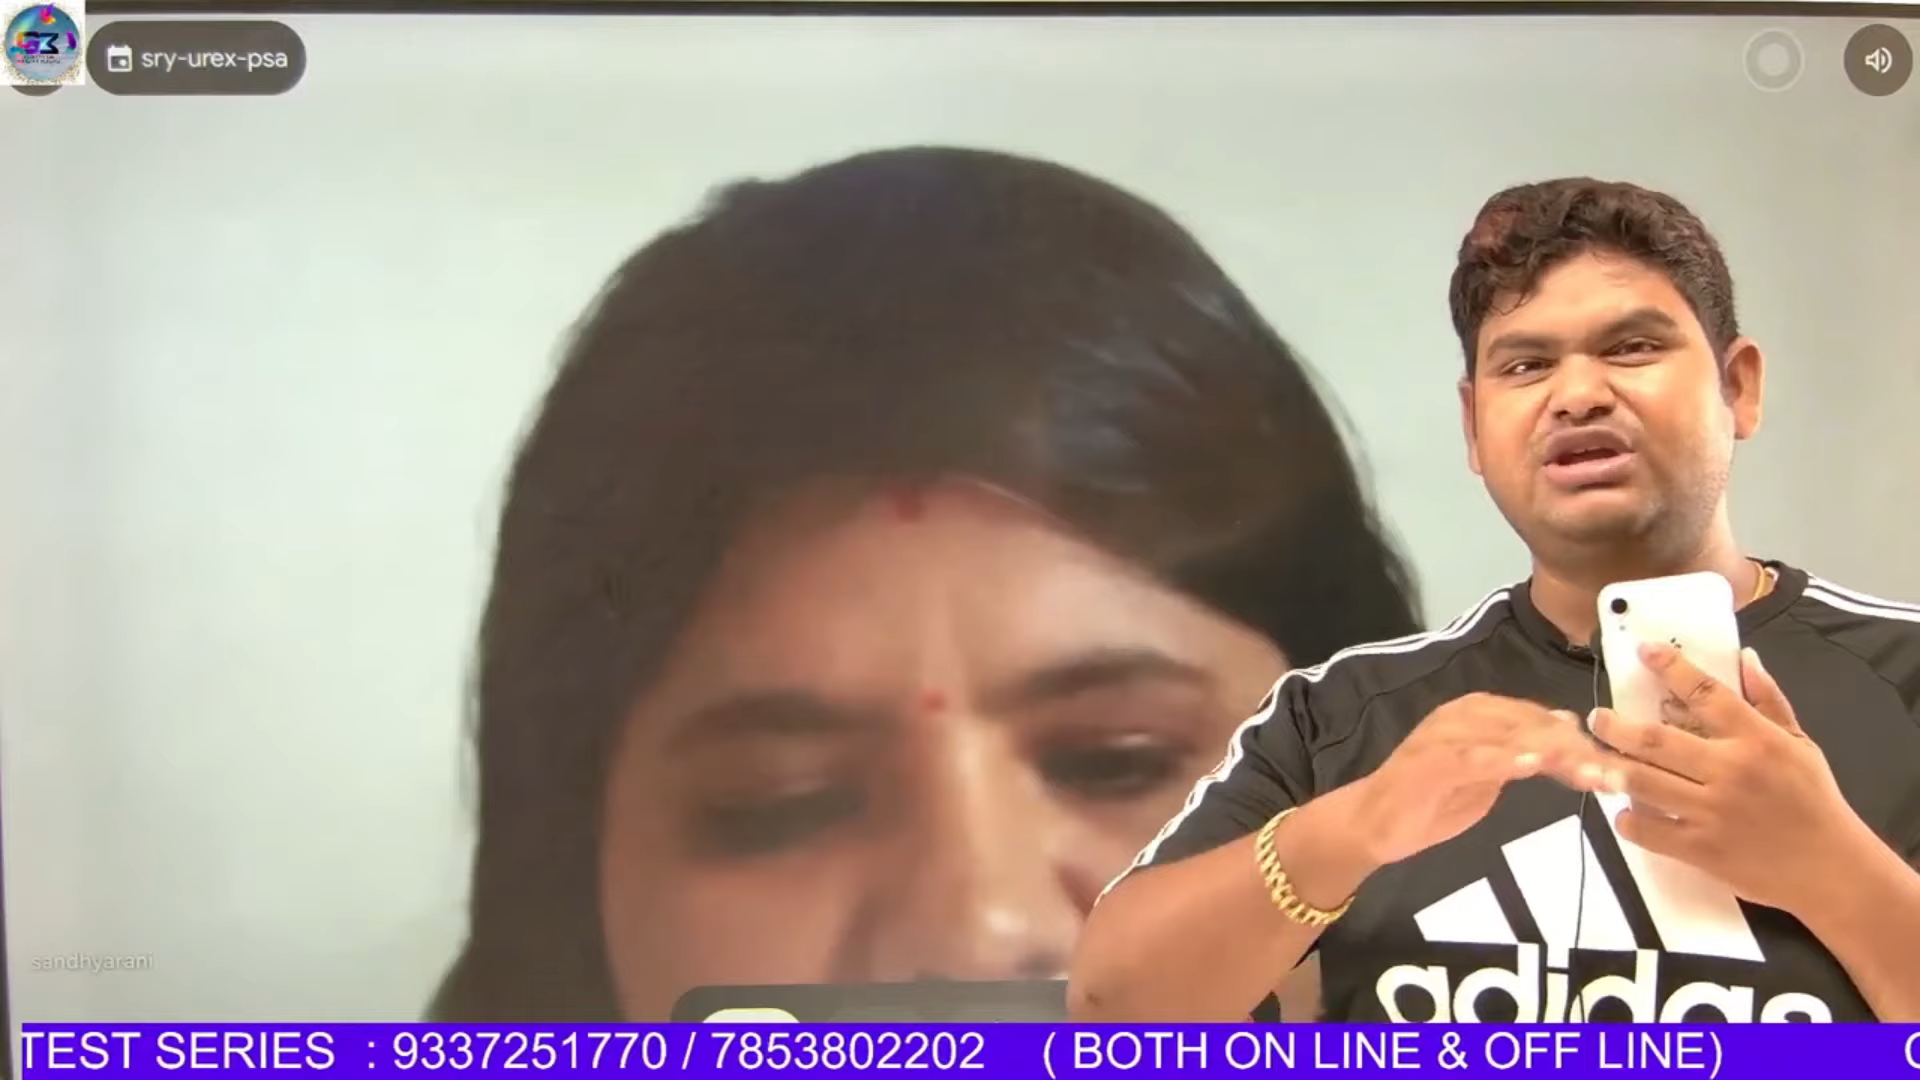 sry-urex-psa
adidas
sandhyarani
TEST SERIES : 9337251770 / 7853802202 ( BOTH ON LINE & OFF LINE)